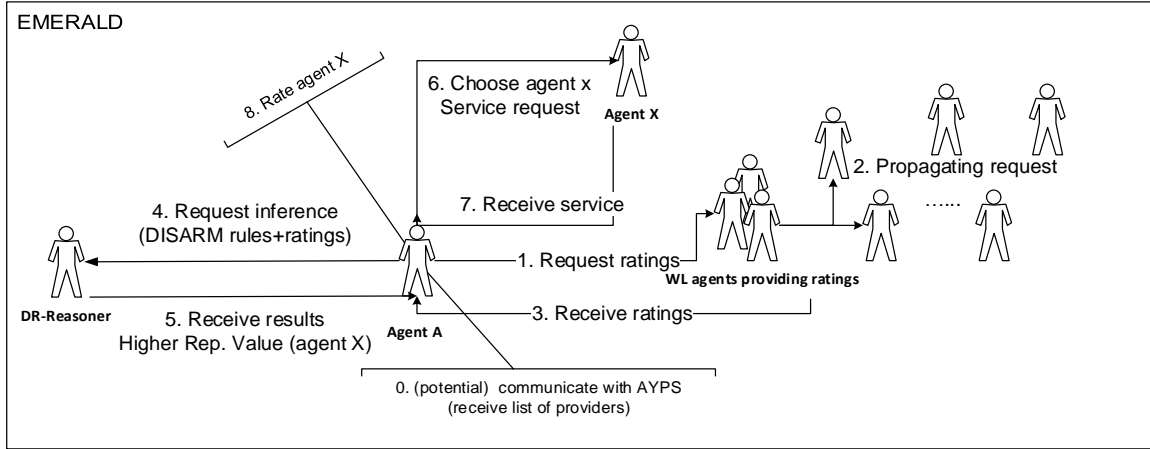 EMERALD
8. Rate agent X
6. Choose agent x
Service request
Agent X
2. Propagating request
4. Request inference
(DISARM rules+ratings)
7. Receive service
......
1. Request ratings
WL agents providing ratings
DR-Reasoner
5. Receive results
Higher Rep. Value (agent X)
Agent A
3. Receive ratings
0. (potential) communicate with AYPS
(receive list of providers)